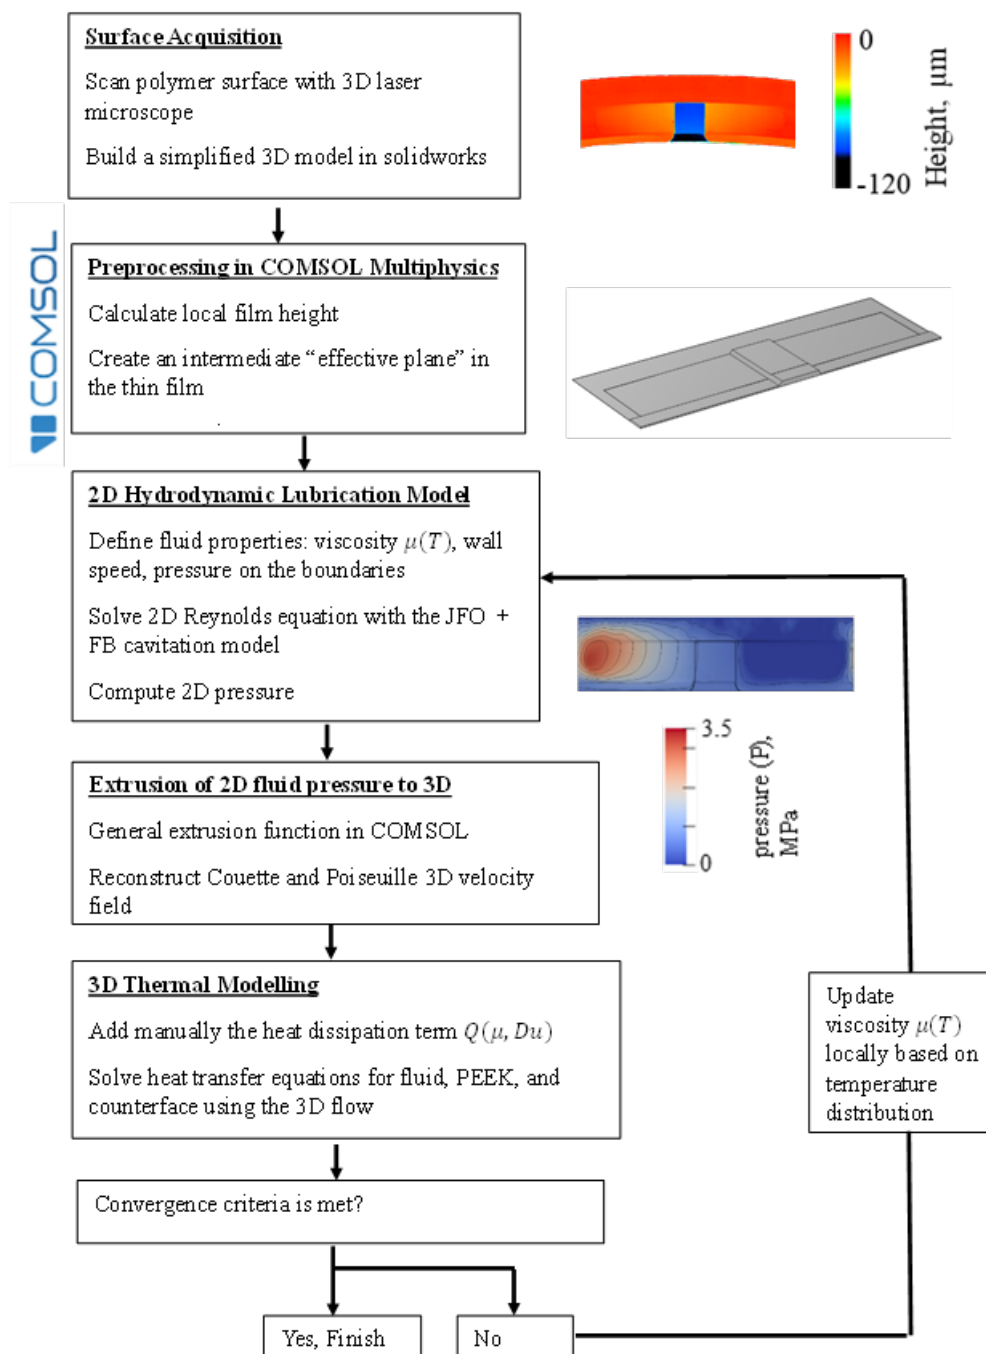 Surface Acquisition
Scan polymer surface with 3D laser
microscope
Build a simplified 3D model in solidworks
0
-120
Height, μm
COMSOL
Preprocessing in COMSOL Multiphysics
Calculate local film height
Create an intermediate “effective plane” in
the thin film
.
2D Hydrodynamic Lubrication Model
Define fluid properties: viscosity μ(T), wall
speed, pressure on the boundaries
Solve 2D Reynolds equation with the JFO +
FB cavitation model
Compute 2D pressure
3.5
0
pressure (P),
MPa
Extrusion of 2D fluid pressure to 3D
General extrusion function in COMSOL
Reconstruct Couette and Poiseuille 3D velocity
field
3D Thermal Modelling
Add manually the heat dissipation term Q(μ, Du)
Solve heat transfer equations for fluid, PEEK, and
counterface using the 3D flow
Update
viscosity μ(T)
locally based on
temperature
distribution
Convergence criteria is met?
Yes, Finish
No